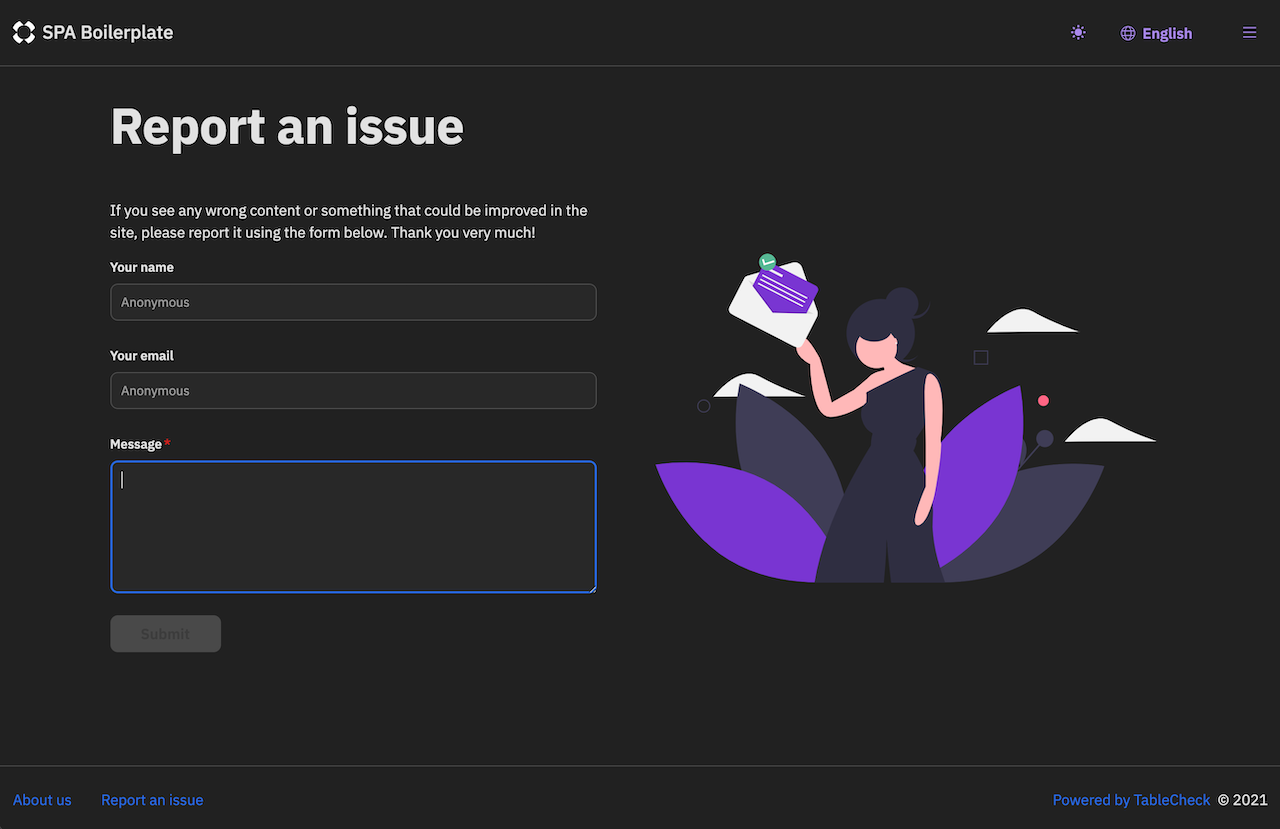 SPA Boilerplate
English
Report an issue
If you see any wrong content or something that could be improved in the
site, please report it using the form below. Thank you very much!
Your name
Anonymous
Your email
Anonymous
Message *
Submit
About us
Report an issue
Powered by TableCheck © 2021